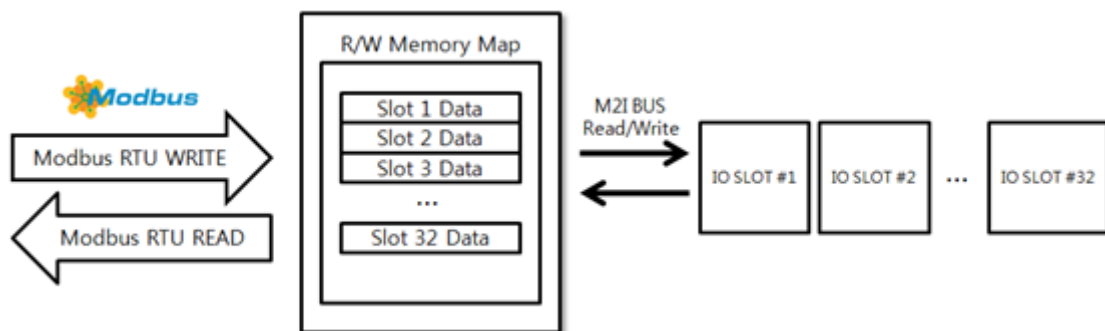 R/W Memory Map
Modbus
Modbus RTU WRITE
Modbus RTU READ
Slot 1 Data
Slot 2 Data
Slot 3 Data
...
Slot 32 Data
M2I BUS
Read/Write
IO SLOT #1
IO SLOT #2
...
IO SLOT #32